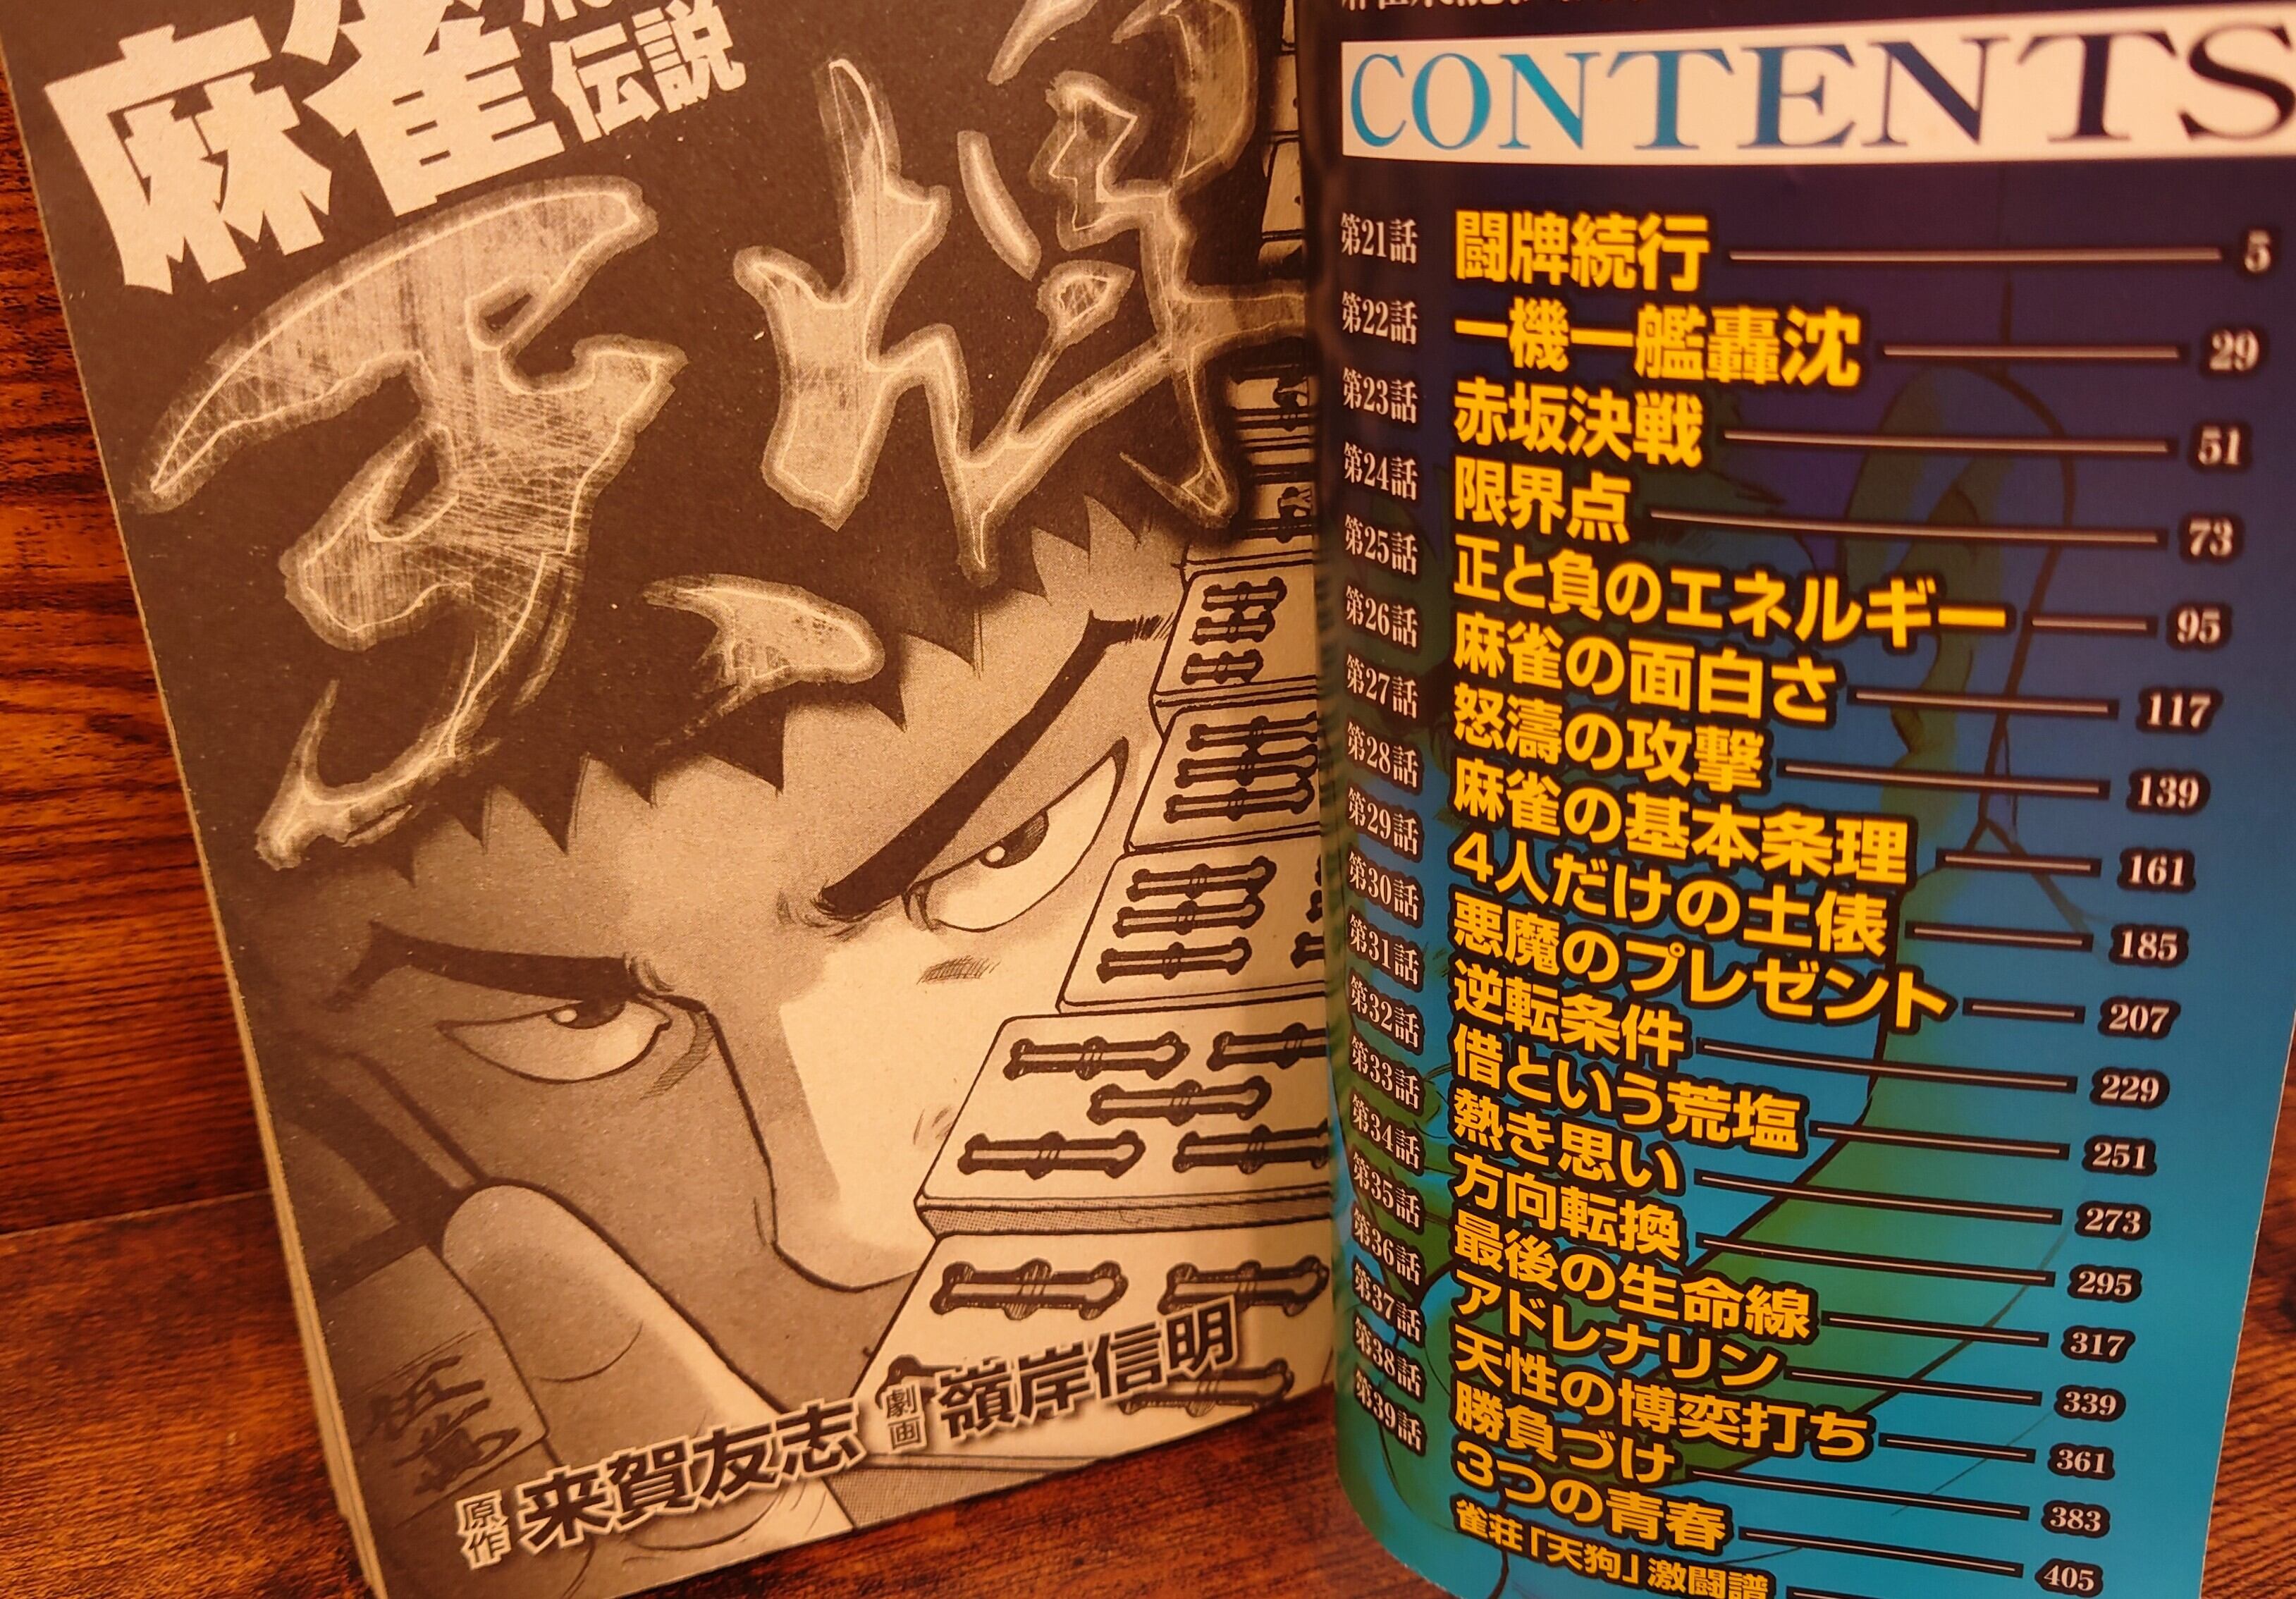 麻雀
伝説
天牌
原作 来賀友志 劇画 嶺岸信明
CONTENTS
第21話 闘牌続行 5
第22話 一機一艦轟沈 29
第23話 赤坂決戦 51
第24話 限界点 73
第25話 正と負のエネルギー 95
第26話 麻雀の面白さ 117
第27話 怒濤の攻撃 139
第28話 麻雀の基本条理 161
第29話 4人だけの土俵 185
第30話 悪魔のプレゼント 207
第31話 逆転条件 229
第32話 借という荒塩 251
第33話 熱き思い 273
第34話 方向転換 295
第35話 最後の生命線 317
第36話 アドレナリン 339
第37話 天性の博奕打ち 361
第38話 勝負づけ 383
第39話 3つの青春 405
雀荘「天狗」激闘譜